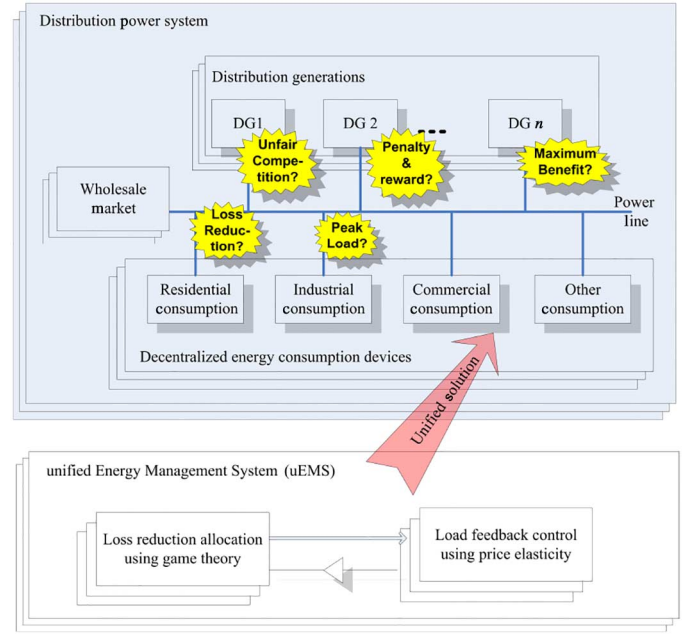 Distribution power system
Distribution generations
DG1
DG 2
DG n
Unfair
Compe-
tition?
Penalty
&
reward?
Maximum
Benefit?
Wholesale
market
Power
line
Loss
Reduc-
tion?
Peak
Load?
Residential
consumption
Industrial
consumption
Commercial
consumption
Other
consumption
Decentralized energy consumption devices
Unified solution
unified Energy Management System (uEMS)
Loss reduction allocation
using game theory
Load feedback control
using price elasticity